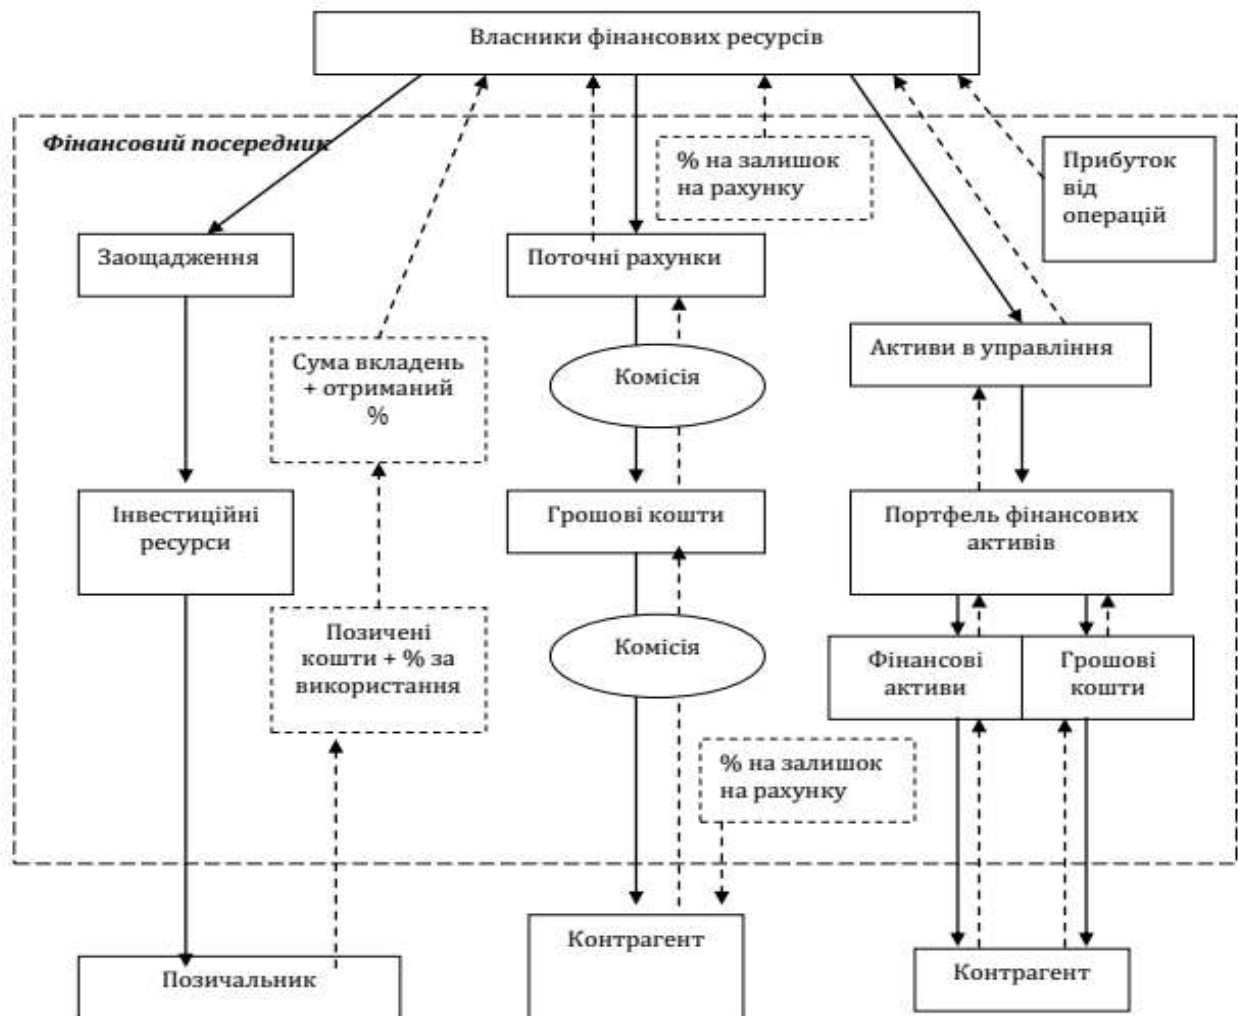 Власники фінансових ресурсів
Фінансовий посередник
% на залишок
на рахунку
Прибуток
від
операцій
Заощадження
Поточні рахунки
Активи в управління
Сума вкладень
+ отриманий
%
Комісія
Інвестиційні
ресурси
Грошові кошти
Портфель фінансових
активів
Позичені
кошти + % за
використання
Комісія
Фінансові
активи
Грошові
кошти
% на залишок
на рахунку
Позичальник
Контрагент
Контрагент